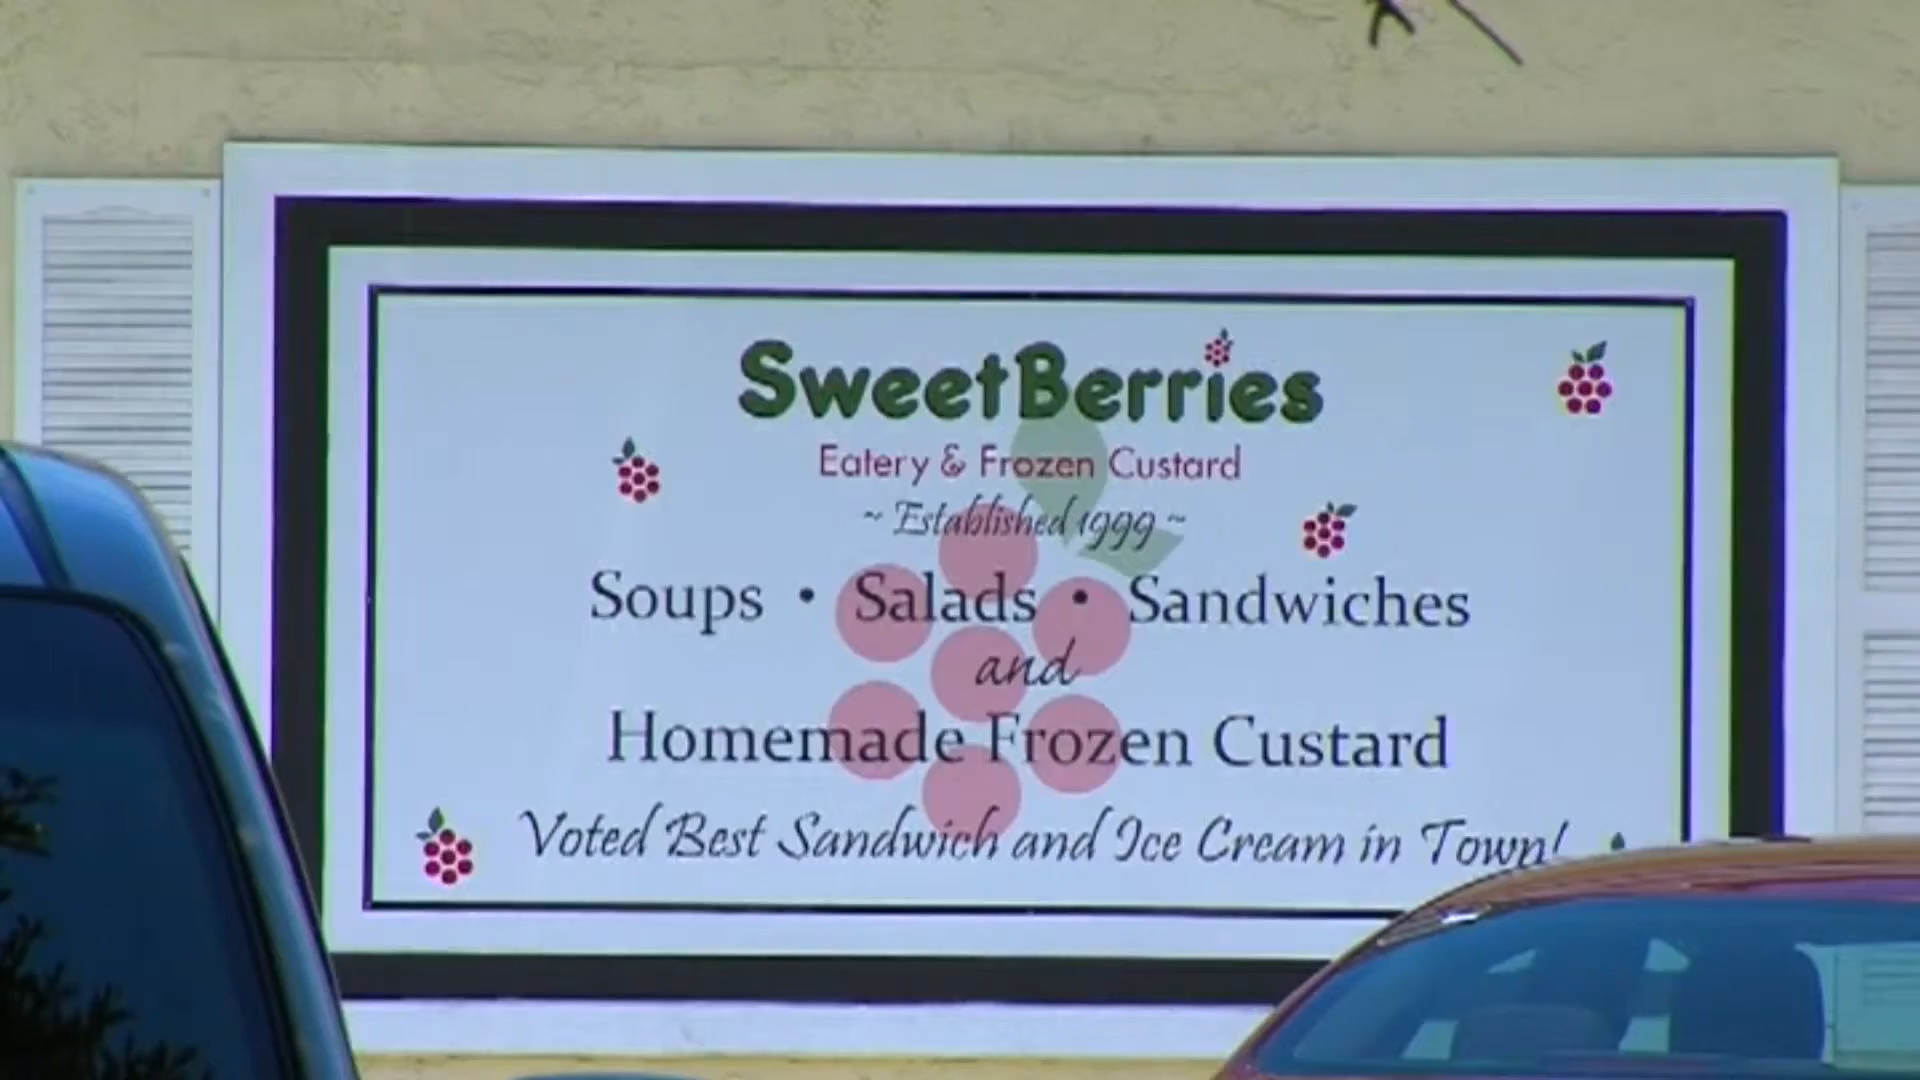 SweetBerries
Eatery & Frozen Custard
~ Established 1999 ~
Soups • Salads • Sandwiches
and
Homemade Frozen Custard
Voted Best Sandwich and Ice Cream in Town!